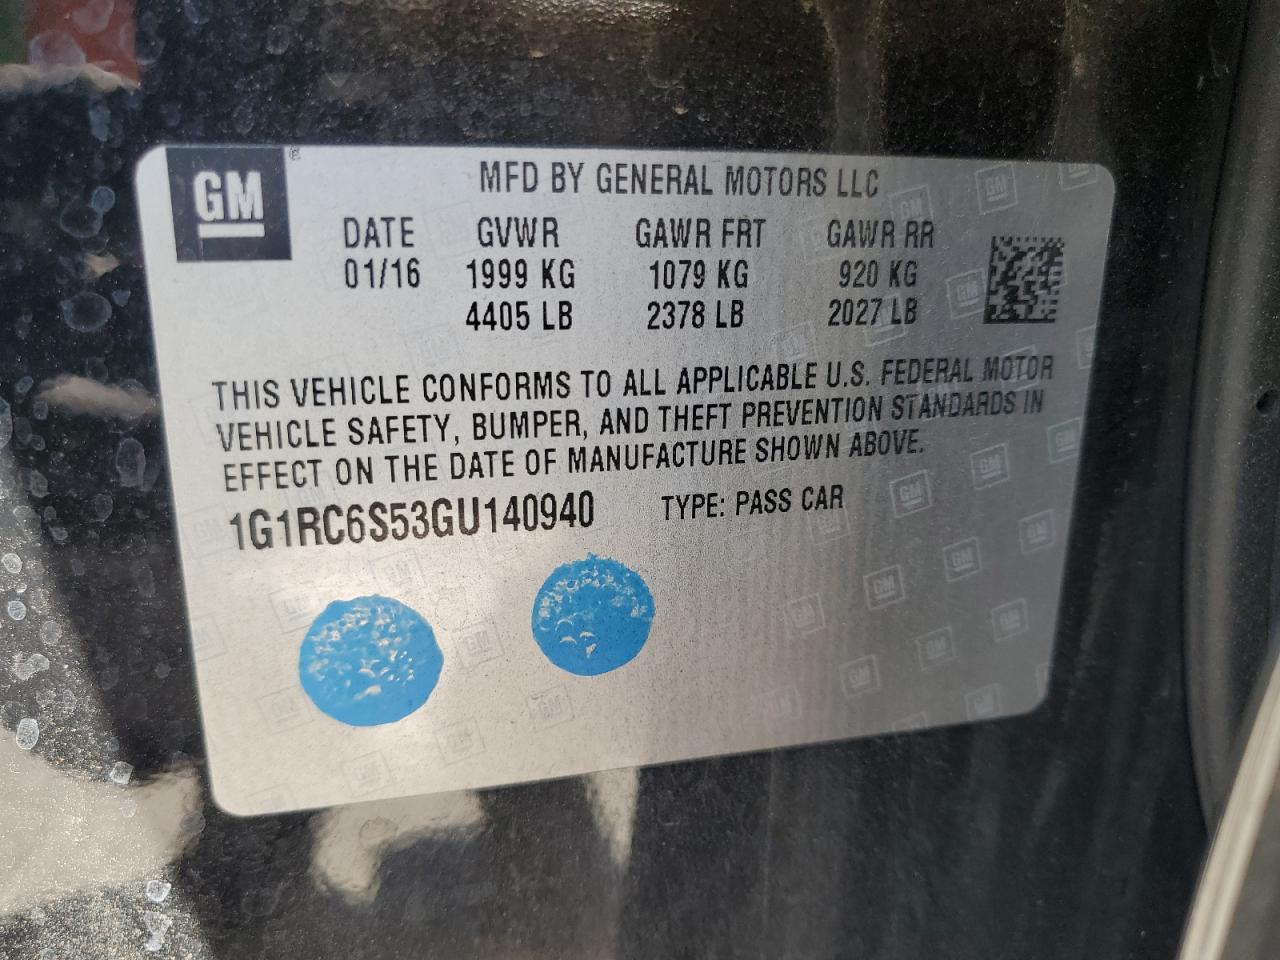 GM ®
MFD BY GENERAL MOTORS LLC
DATE GVWR GAWR FRT GAWR RR
01/16 1999 KG 1079 KG 920 KG
4405 LB 2378 LB 2027 LB
THIS VEHICLE CONFORMS TO ALL APPLICABLE U.S. FEDERAL MOTOR
VEHICLE SAFETY, BUMPER, AND THEFT PREVENTION STANDARDS IN
EFFECT ON THE DATE OF MANUFACTURE SHOWN ABOVE.
1G1RC6S53GU140940 TYPE: PASS CAR